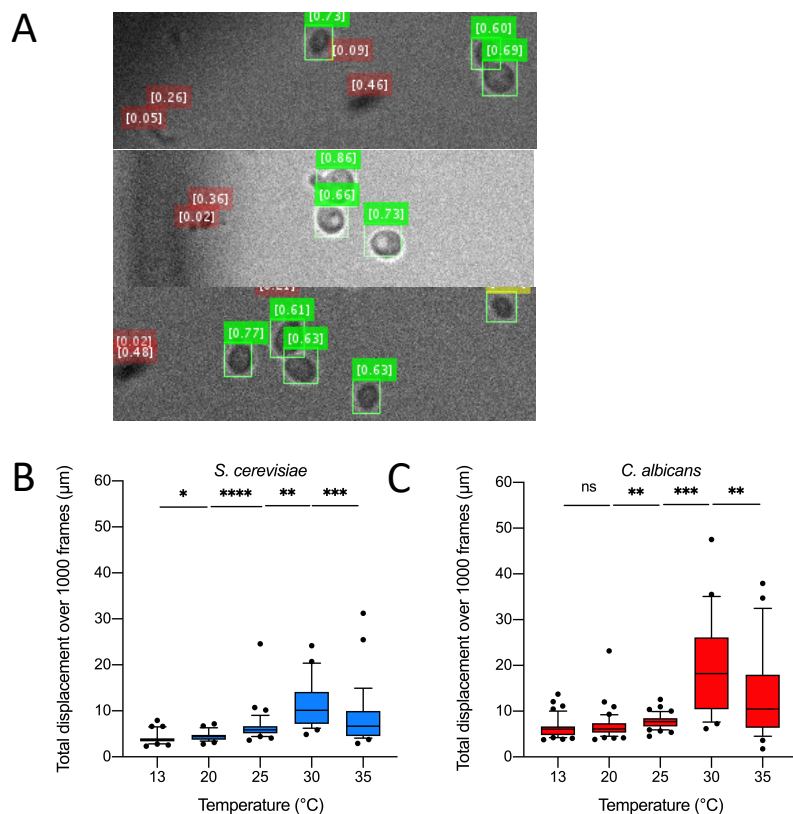 A
[0.73]
[0.09]
[0.60]
[0.69]
[0.46]
[0.26]
[0.05]
[0.86]
[0.36]
[0.66]
[0.02]
[0.73]
[0.61]
[0.02]
[0.77]
[0.63]
[0.48]
[0.63]
B
S. cerevisiae
Total displacement over 1000 frames (µm)
60
50
40
30
20
10
0
* **** ** ***
13 20 25 30 35
Temperature (°C)
C
C. albicans
Total displacement over 1000 frames (µm)
60
50
40
30
20
10
0
ns ** *** **
13 20 25 30 35
Temperature (°C)